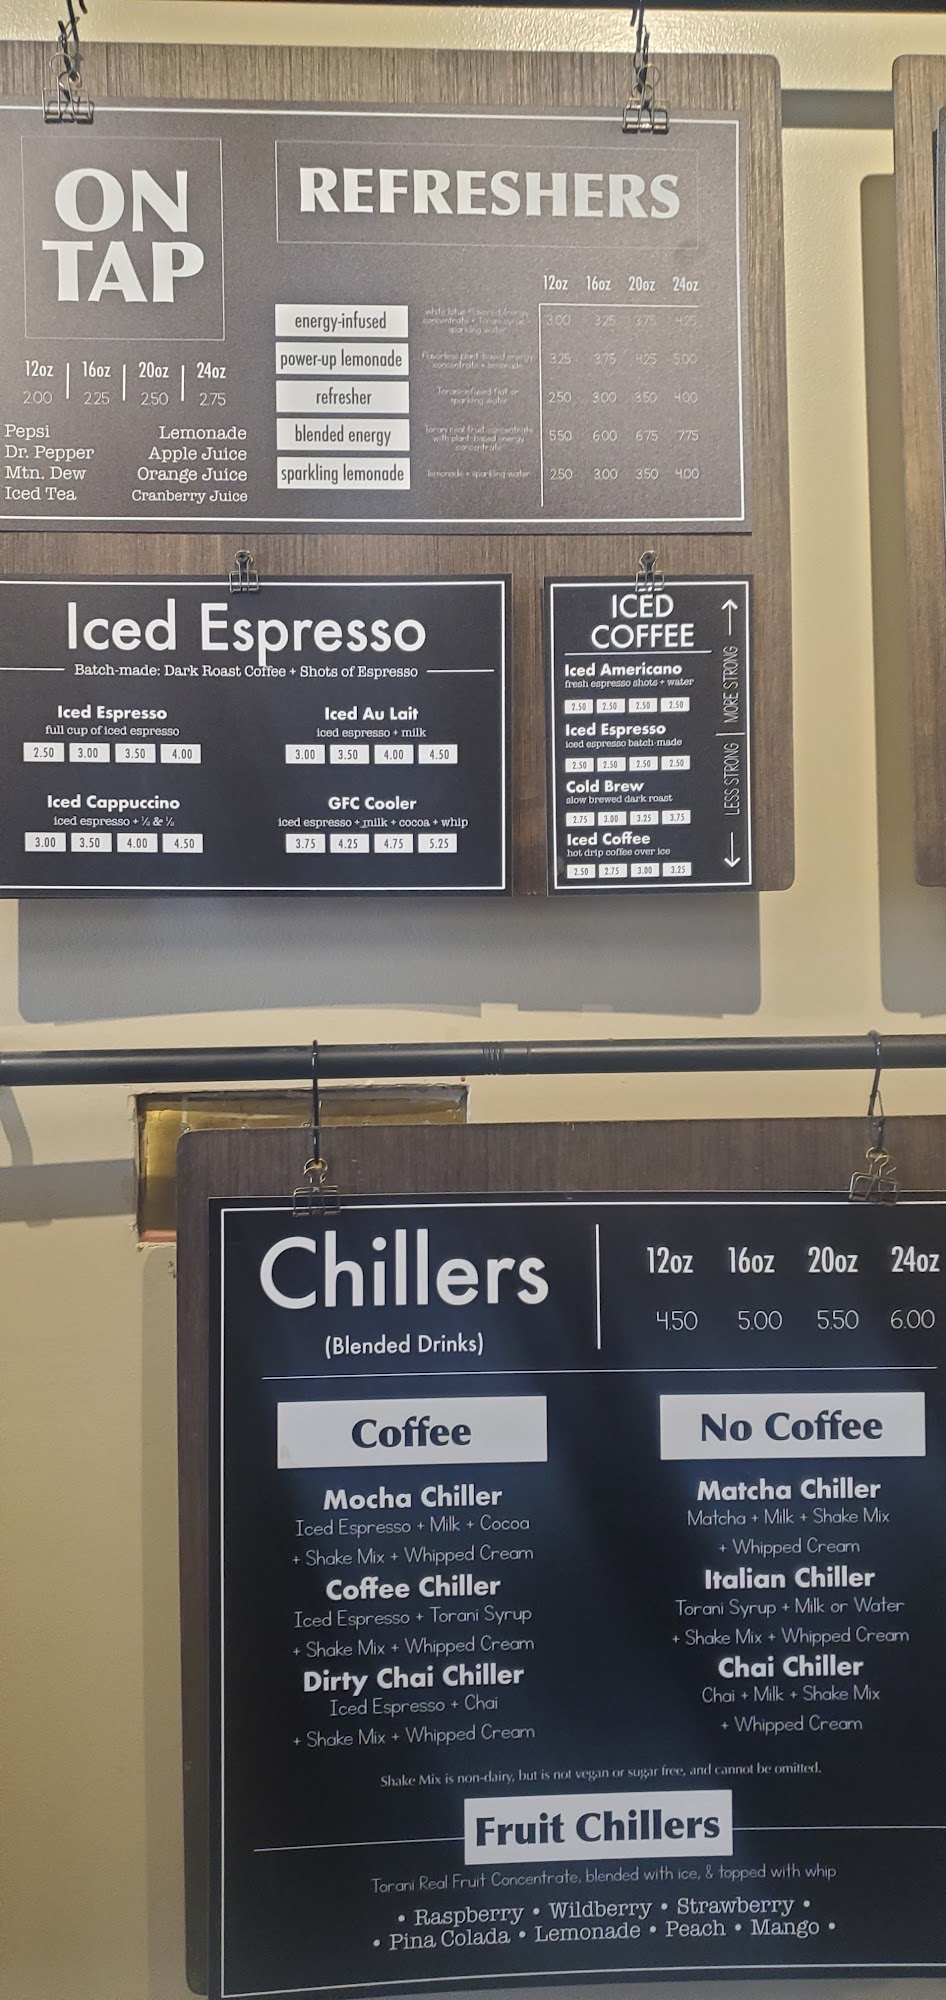 ON
TAP
12oz 16oz 20oz 24oz
2.00 2.25 2.50 2.75
Pepsi Lemonade
Dr. Pepper Apple Juice
Mtn. Dew Orange Juice
Iced Tea Cranberry Juice
REFRESHERS
12oz 16oz 20oz 24oz
energy-infused 3.00 3.25 3.75 4.25
power-up lemonade 3.25 3.75 4.25 5.00
refresher 2.50 3.00 3.50 4.00
blended energy Torani real fruit concentrate 5.50 6.00 6.75 7.75
with plant-based energy
concentrate
sparkling lemonade lemonade + sparkling water 2.50 3.00 3.50 4.00
Iced Espresso
Batch-made: Dark Roast Coffee + Shots of Espresso
Iced Espresso
full cup of iced espresso
2.50 3.00 3.50 4.00
Iced Au Lait
iced espresso + milk
3.00 3.50 4.00 4.50
Iced Cappuccino
iced espresso + ½ & ½
3.00 3.50 4.00 4.50
GFC Cooler
iced espresso + milk + cocoa + whip
3.75 4.25 4.75 5.25
ICED
COFFEE
Iced Americano
fresh espresso shots + water
2.50 2.50 2.50 2.50
Iced Espresso
iced espresso batch-made
2.50 2.50 2.50 2.50
Cold Brew
slow brewed dark roast
2.75 3.00 3.25 3.75
Iced Coffee
hot drip coffee over ice
2.50 2.75 3.00 3.25
LESS STRONG | MORE STRONG
Chillers
(Blended Drinks)
12oz 16oz 20oz 24oz
4.50 5.00 5.50 6.00
Coffee
Mocha Chiller
Iced Espresso + Milk + Cocoa
+ Shake Mix + Whipped Cream
Coffee Chiller
Iced Espresso + Torani Syrup
+ Shake Mix + Whipped Cream
Dirty Chai Chiller
Iced Espresso + Chai
+ Shake Mix + Whipped Cream
No Coffee
Matcha Chiller
Matcha + Milk + Shake Mix
+ Whipped Cream
Italian Chiller
Torani Syrup + Milk or Water
+ Shake Mix + Whipped Cream
Chai Chiller
Chai + Milk + Shake Mix
+ Whipped Cream
Shake Mix is non-dairy, but is not vegan or sugar free, and cannot be omitted.
Fruit Chillers
Torani Real Fruit Concentrate, blended with ice, & topped with whip
• Raspberry • Wildberry • Strawberry •
• Pina Colada • Lemonade • Peach • Mango •